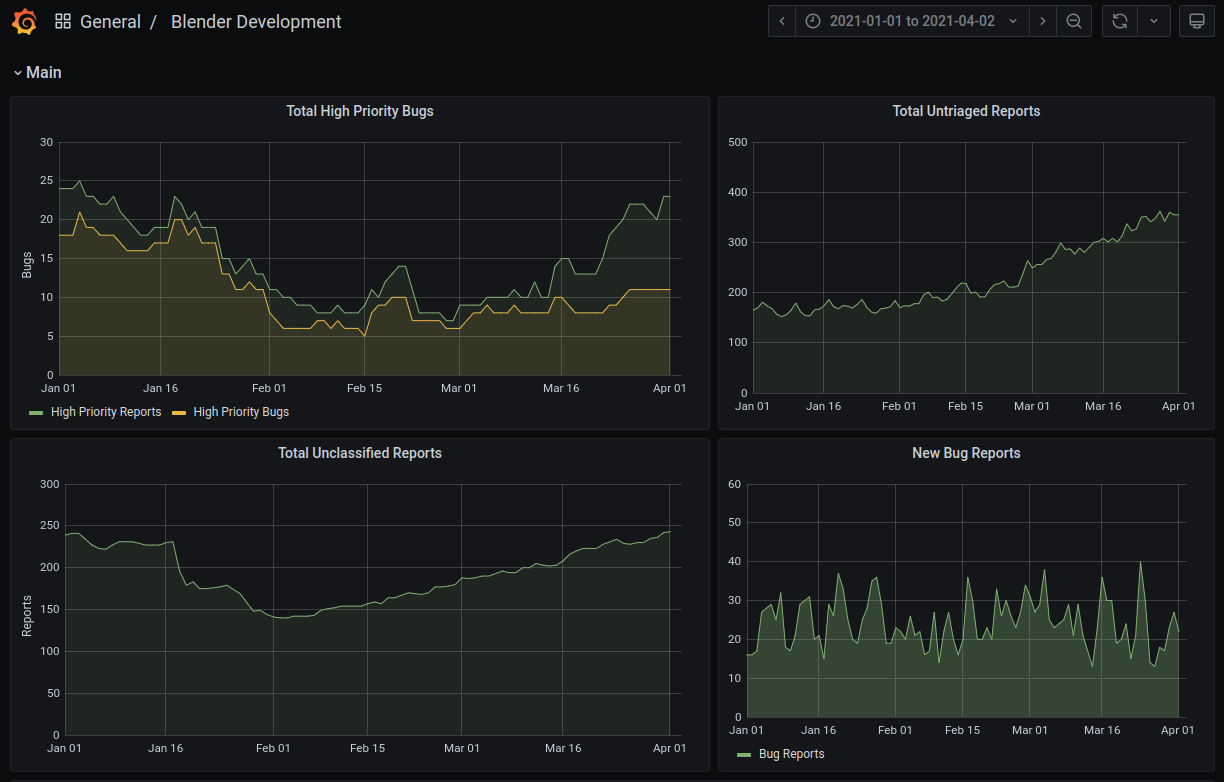 General / Blender Development
2021-01-01 to 2021-04-02
Main
Total High Priority Bugs
30
25
20
15
10
5
0
Bugs
Jan 01 Jan 16 Feb 01 Feb 15 Mar 01 Mar 16 Apr 01
High Priority Reports High Priority Bugs
Total Untriaged Reports
500
400
300
200
100
0
Jan 01 Jan 16 Feb 01 Feb 15 Mar 01 Mar 16 Apr 01
Total Unclassified Reports
300
250
200
150
100
50
0
Reports
Jan 01 Jan 16 Feb 01 Feb 15 Mar 01 Mar 16 Apr 01
New Bug Reports
60
50
40
30
20
10
0
Jan 01 Jan 16 Feb 01 Feb 15 Mar 01 Mar 16 Apr 01
Bug Reports